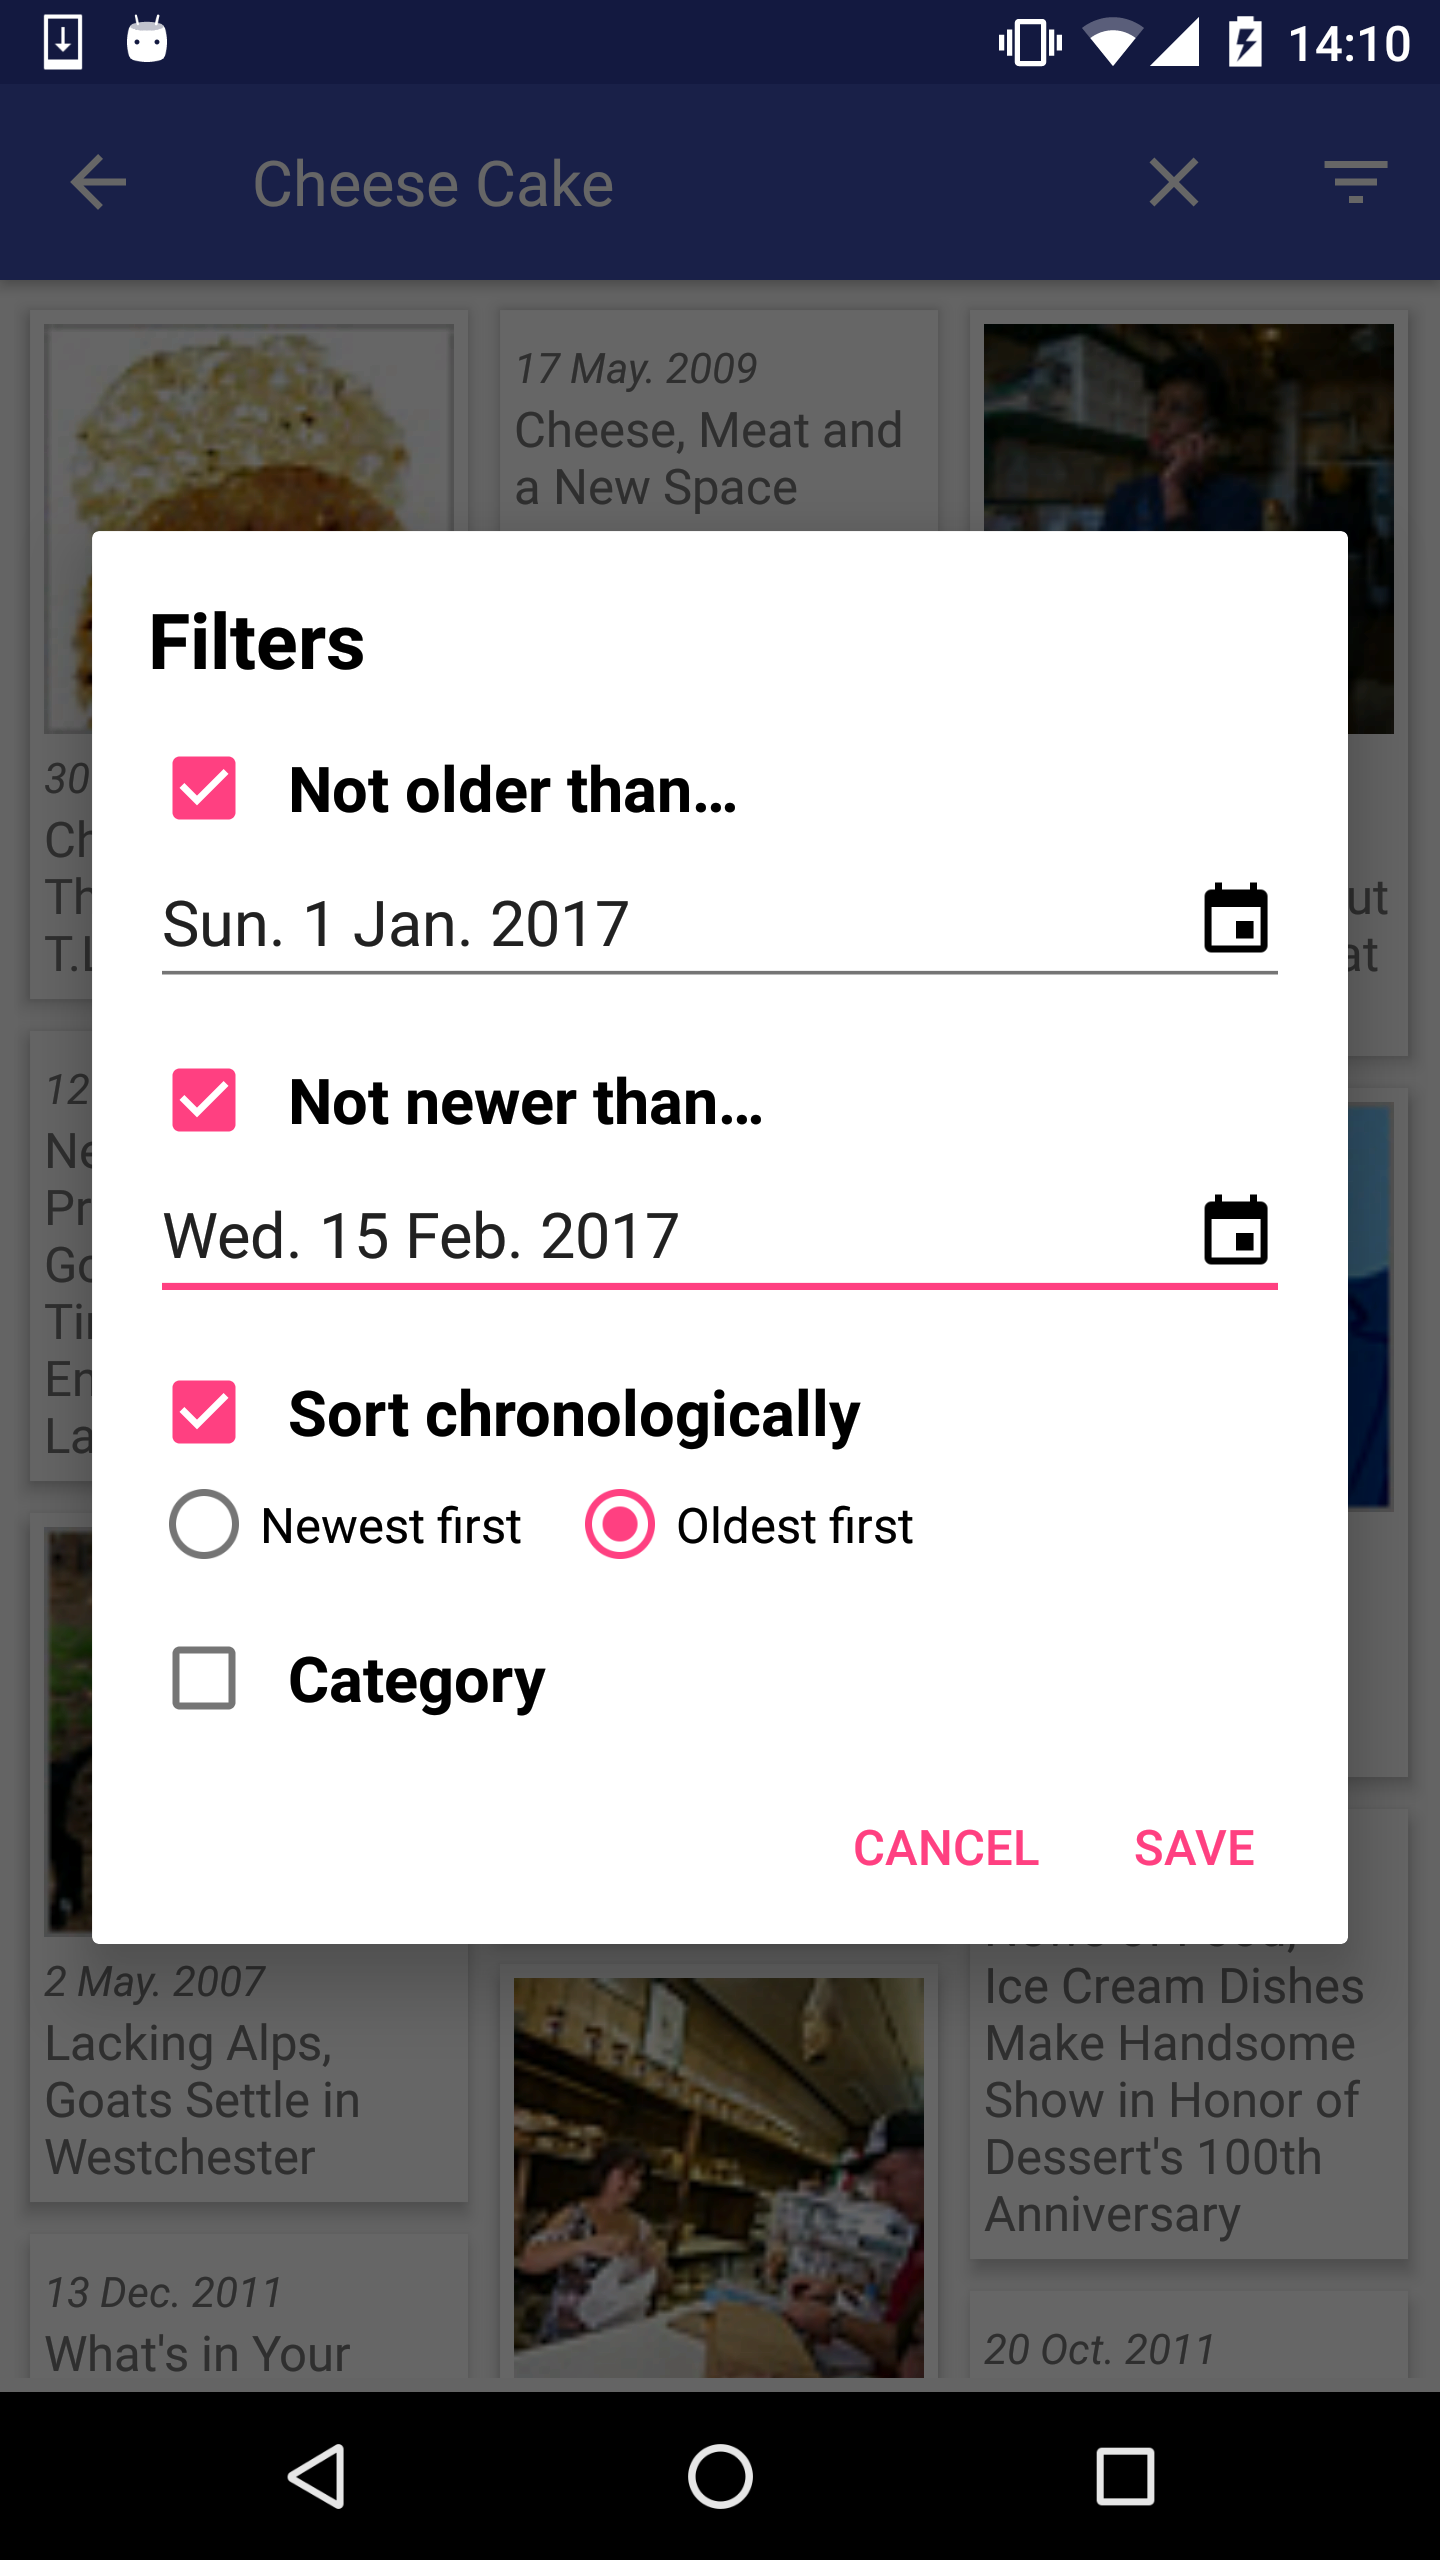 14:10
Cheese Cake
17 May. 2009
Cheese, Meat and
a New Space
Filters
Not older than...
Sun. 1 Jan. 2017
Not newer than...
Wed. 15 Feb. 2017
Sort chronologically
Newest first
Oldest first
Category
CANCEL
SAVE
30
12
2 May. 2007
Lacking Alps,
Goats Settle in
Westchester
13 Dec. 2011
What's in Your
Ice Cream Dishes
Make Handsome
Show in Honor of
Dessert's 100th
Anniversary
20 Oct. 2011